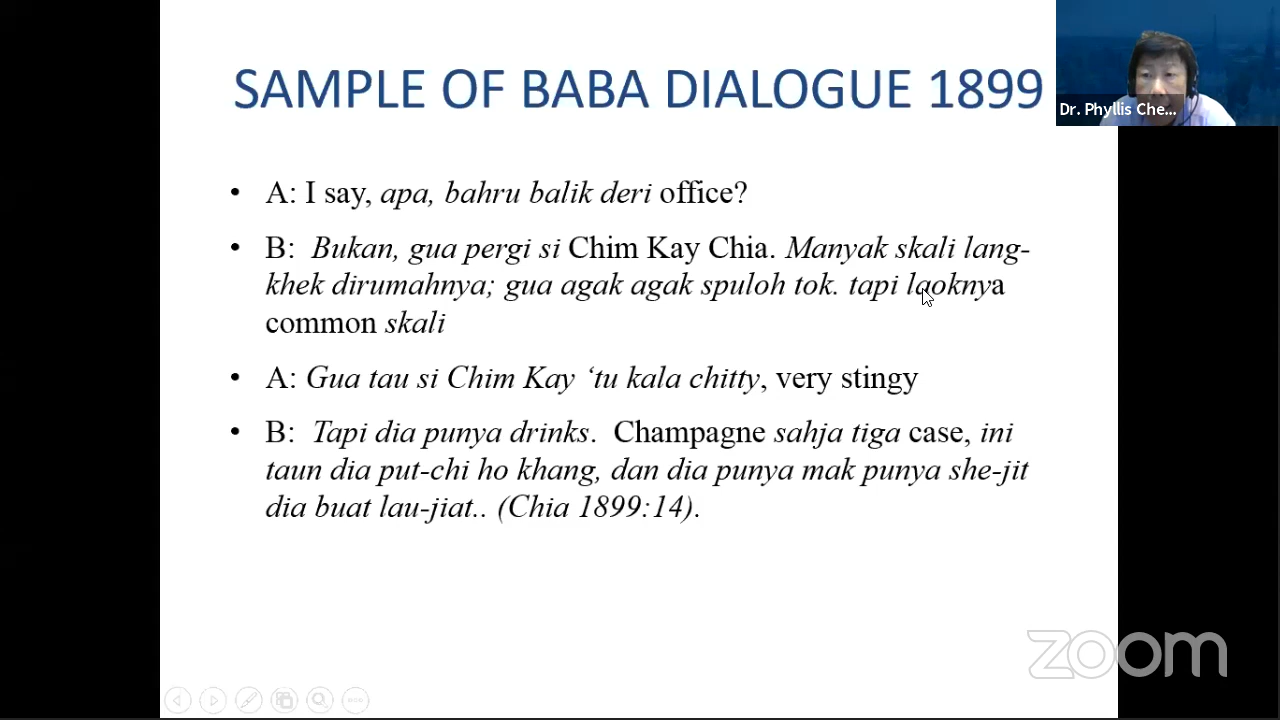 SAMPLE OF BABA DIALOGUE 1899
Dr. Phyllis Che...
• A: I say, apa, bahru balik deri office?
• B: Bukan, gua pergi si Chim Kay Chia. Manyak skali lang-
khek dirumahnya; gua agak agak spuloh tok. tapi laoknya
common skali
• A: Gua tau si Chim Kay ‘tu kala chitty, very stingy
• B: Tapi dia punya drinks. Champagne sahja tiga case, ini
taun dia put-chi ho khang, dan dia punya mak punya she-jit
dia buat lau-jiat.. (Chia 1899:14).
zoom